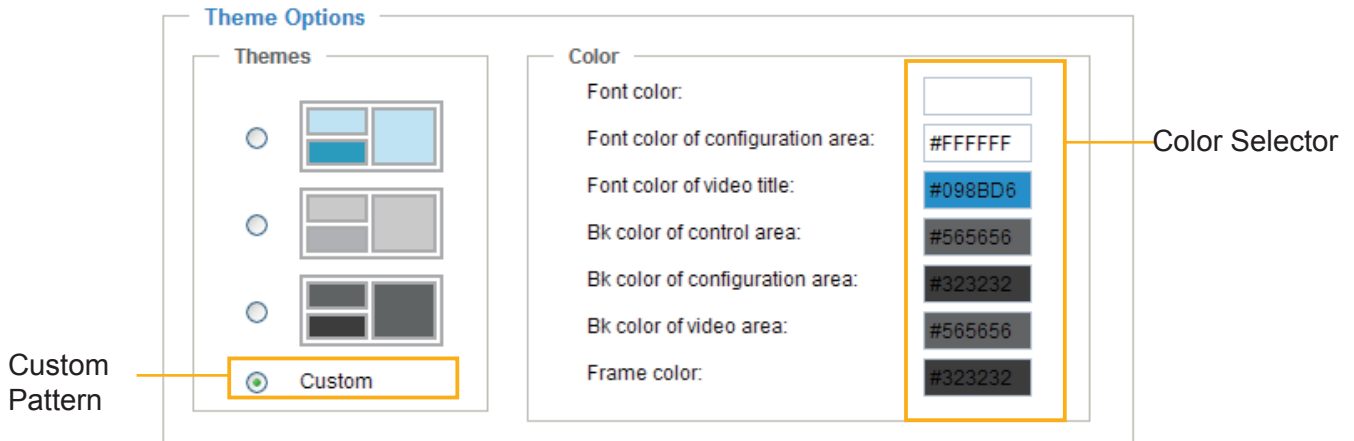 Theme Options
Themes
Color
Font color:
Font color of configuration area: #FFFFFF
Font color of video title: #098BD6
Bk color of control area: #565656
Bk color of configuration area: #323232
Bk color of video area: #565656
Frame color: #323232
Custom
Color Selector
Custom
Pattern